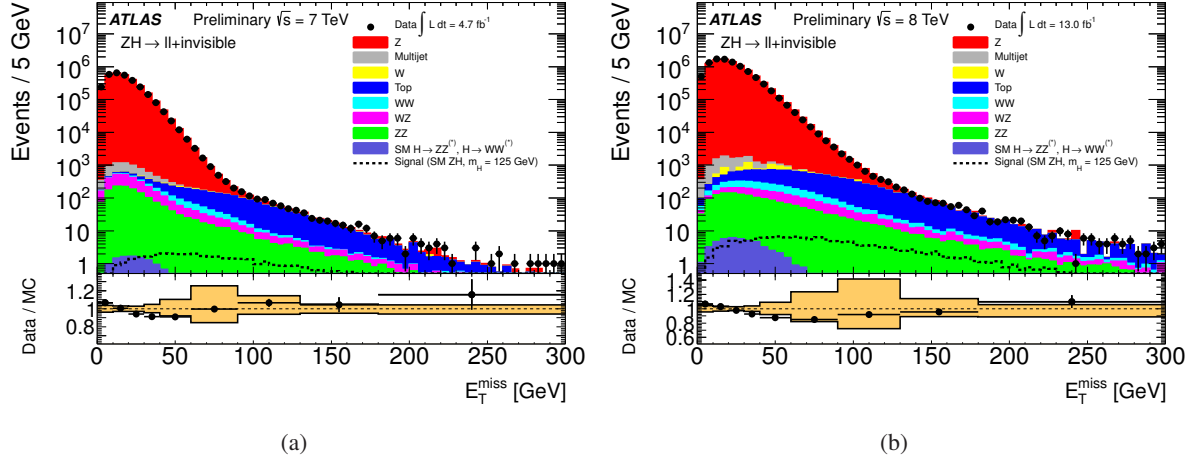 ATLAS Preliminary √s = 7 TeV
Data ∫ L dt = 4.7 fb⁻¹
ZH→ ll+invisible
Z
Multijet
W
Top
WW
WZ
ZZ
SM H→ZZ⁽*⁾, H→WW⁽*⁾
Signal (SM ZH, m_H = 125 GeV)
Events / 5 GeV
10⁷
10⁶
10⁵
10⁴
10³
10²
10
1
Data / MC
1.2
1
0.8
0 50 100 150 200 250 300
E_T^miss [GeV]
(a)
ATLAS Preliminary √s = 8 TeV
Data ∫ L dt = 13.0 fb⁻¹
ZH→ ll+invisible
Z
Multijet
W
Top
WW
WZ
ZZ
SM H→ZZ⁽*⁾, H→WW⁽*⁾
Signal (SM ZH, m_H = 125 GeV)
Events / 5 GeV
10⁷
10⁶
10⁵
10⁴
10³
10²
10
1
Data / MC
1.4
1.2
1
0.8
0.6
0 50 100 150 200 250 300
E_T^miss [GeV]
(b)